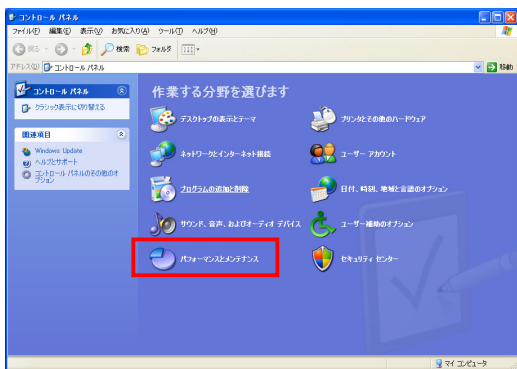 コントロール パネル
ファイル(F) 編集(E) 表示(V) お気に入り(A) ツール(T) ヘルプ(H)
戻る 検索 フォルダ
アドレス(D) コントロール パネル 移動
コントロール パネル
クラシック表示に切り替える
関連項目
Windows Update
ヘルプとサポート
コントロール パネルのその他のオプション
作業する分野を選びます
デスクトップの表示とテーマ
プリンタとその他のハードウェア
ネットワークとインターネット接続
ユーザー アカウント
プログラムの追加と削除
日付、時刻、地域と言語のオプション
サウンド、音声、およびオーディオ デバイス
ユーザー補助のオプション
パフォーマンスとメンテナンス
セキュリティ センター
マイ コンピュータ